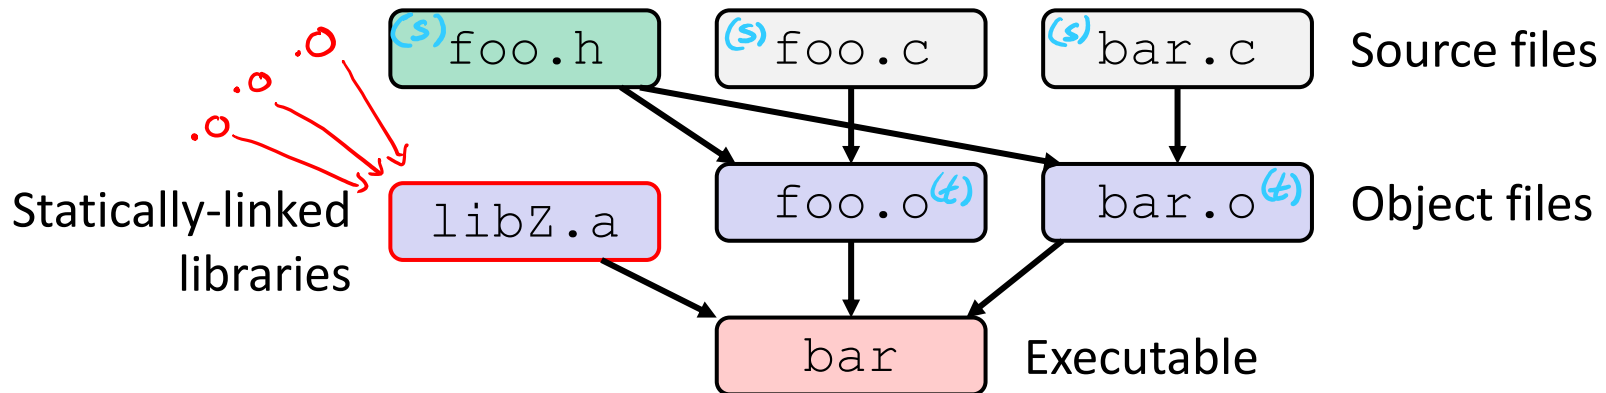 (s) foo.h (s) foo.c (s) bar.c Source files
.o
.o
.o
Statically-linked
libraries
libZ.a foo.o (t) bar.o (t) Object files
bar Executable